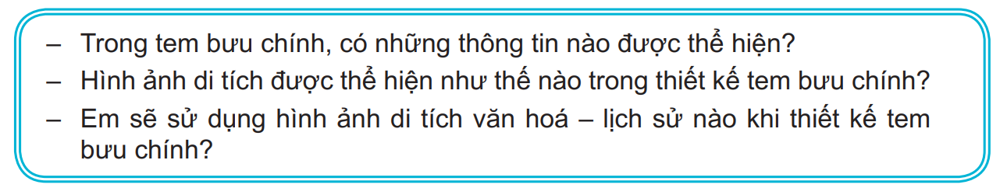 – Trong tem bưu chính, có những thông tin nào được thể hiện?
– Hình ảnh di tích được thể hiện như thế nào trong thiết kế tem bưu chính?
– Em sẽ sử dụng hình ảnh di tích văn hoá – lịch sử nào khi thiết kế tem
bưu chính?